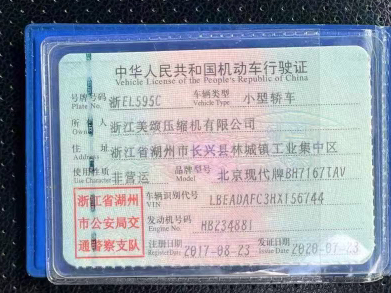 中华人民共和国机动车行驶证
Vehicle License of the People's Republic of China
号牌号码 浙EL595C 车辆类型 小型轿车
Plate No. Vehicle Type
所有人 浙江美颂压缩机有限公司
Owner
住址 浙江省湖州市长兴县林城镇工业集中区
Address
使用性质 非营运 品牌型号 北京现代牌BH7167TAV
Use Character Model
浙江省湖州市公安局交通警察支队
车辆识别代号 LBEADAFC3HX156744
VIN
发动机号码 HB234881
Engine No.
注册日期 2017-08-23 发证日期 2020-07-23
Register Date Issue Date